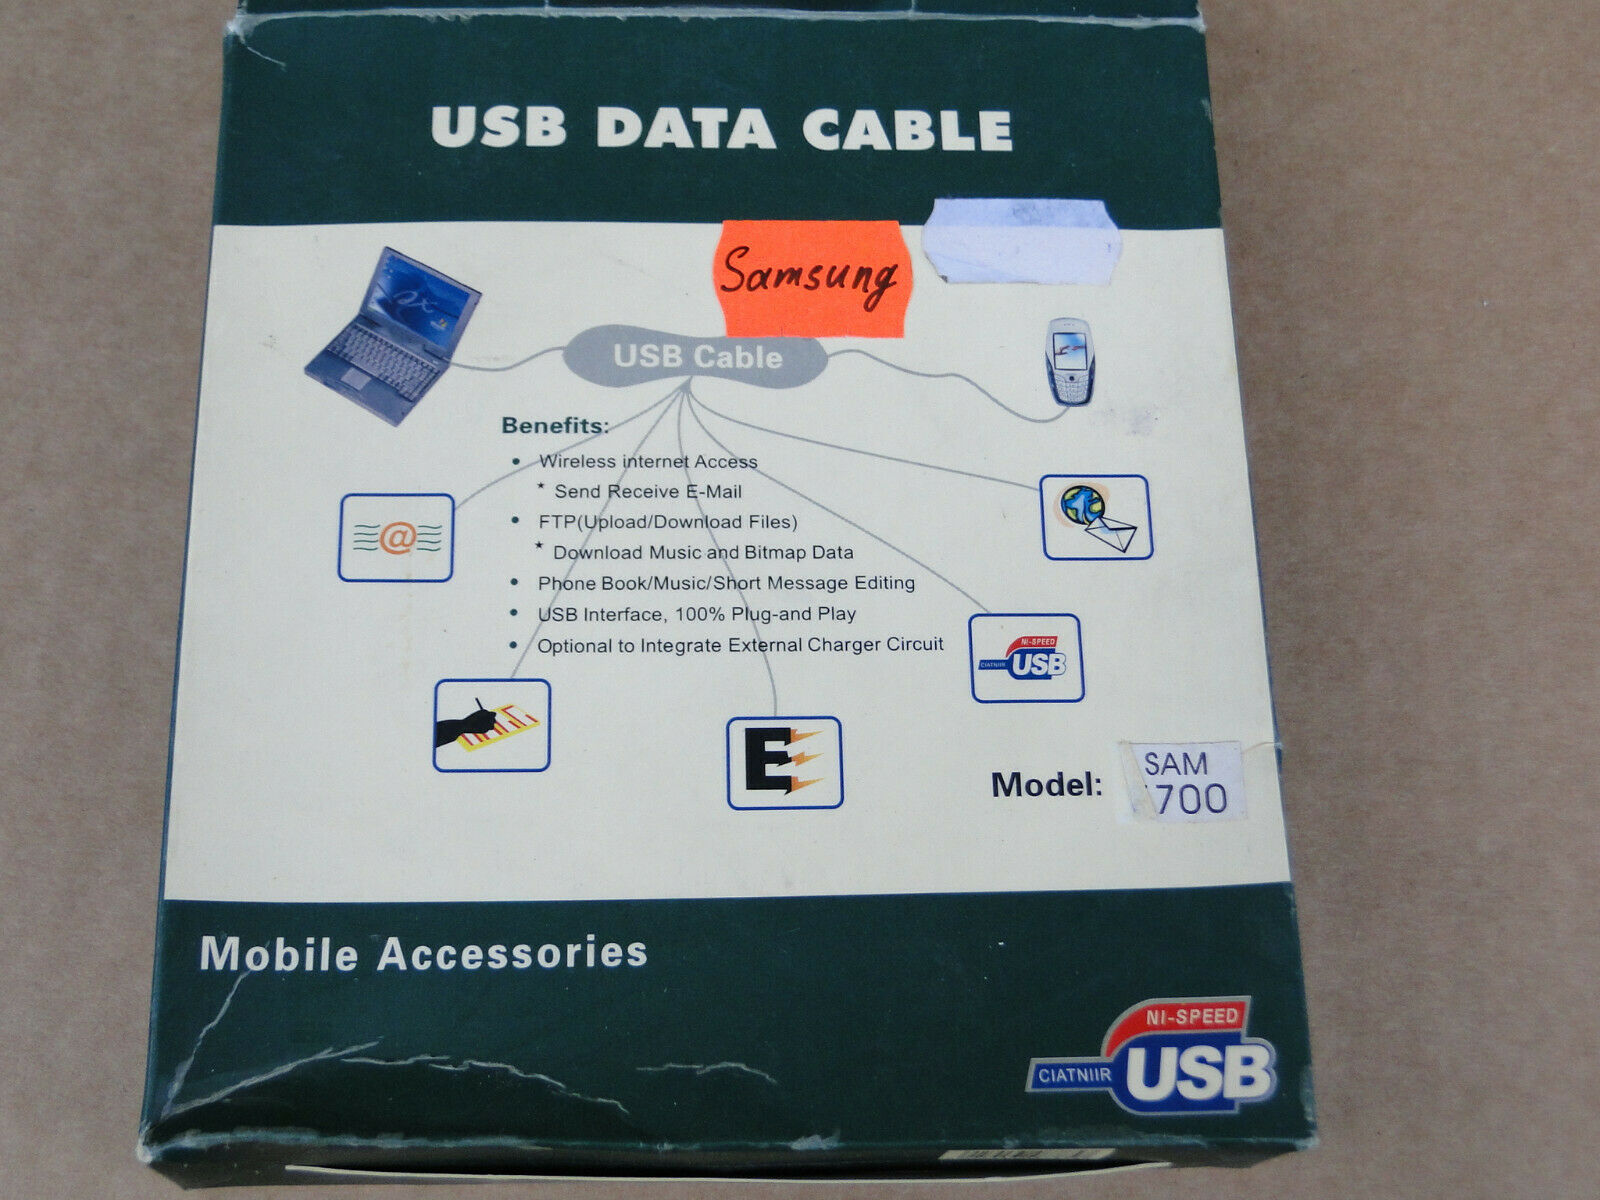 USB DATA CABLE
Samsung
USB Cable
Benefits:
• Wireless internet Access
* Send Receive E-Mail
• FTP(Upload/Download Files)
* Download Music and Bitmap Data
• Phone Book/Music/Short Message Editing
• USB Interface, 100% Plug-and Play
• Optional to Integrate External Charger Circuit
@
NI-SPEED
CIATNIIR USB
E
Model: SAM
700
Mobile Accessories
NI-SPEED
CIATNIIR USB